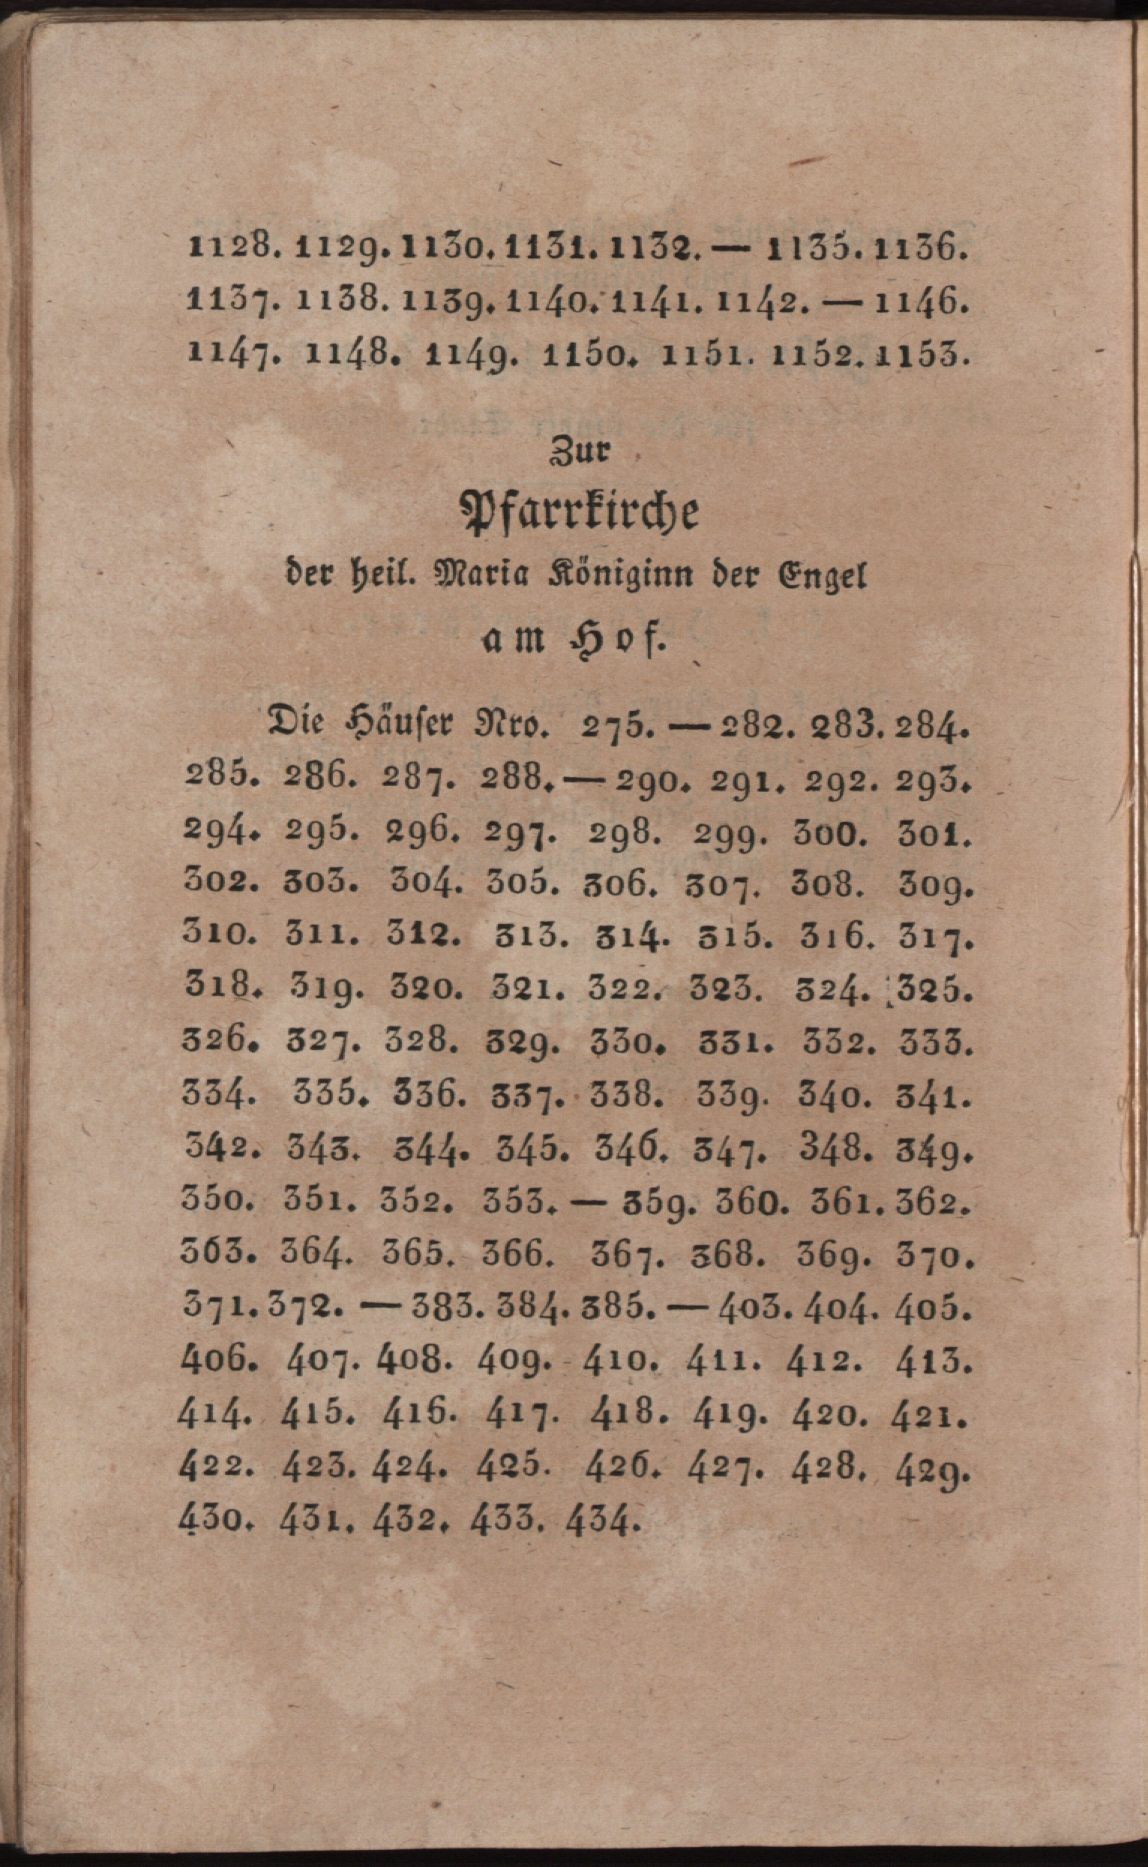 1128. 1129. 1130. 1131. 1132. — 1135. 1136.
1137. 1138. 1139. 1140. 1141. 1142. — 1146.
1147. 1148. 1149. 1150. 1151. 1152. 1153.
Zur
Pfarrkirche
der heil. Maria Königinn der Engel
am Hof.
Die Häuser Nro. 275. — 282. 283. 284.
285. 286. 287. 288. — 290. 291. 292. 293.
294. 295. 296. 297. 298. 299. 300. 301.
302. 303. 304. 305. 306. 307. 308. 309.
310. 311. 312. 313. 314. 315. 316. 317.
318. 319. 320. 321. 322. 323. 324. 325.
326. 327. 328. 329. 330. 331. 332. 333.
334. 335. 336. 337. 338. 339. 340. 341.
342. 343. 344. 345. 346. 347. 348. 349.
350. 351. 352. 353. — 359. 360. 361. 362.
363. 364. 365. 366. 367. 368. 369. 370.
371. 372. — 383. 384. 385. — 403. 404. 405.
406. 407. 408. 409. 410. 411. 412. 413.
414. 415. 416. 417. 418. 419. 420. 421.
422. 423. 424. 425. 426. 427. 428. 429.
430. 431. 432. 433. 434.